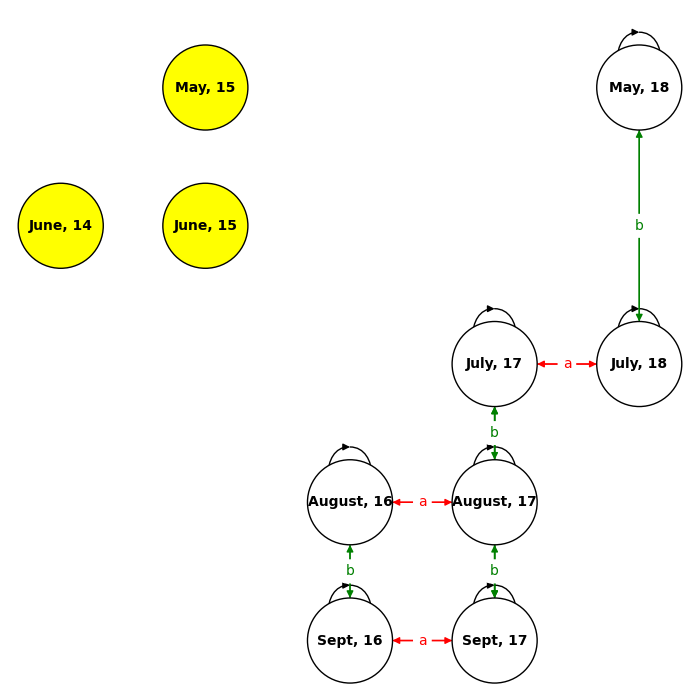 May, 15
May, 18
June, 14
June, 15
b
July, 17
a
July, 18
b
August, 16
a
August, 17
b
b
Sept, 16
a
Sept, 17